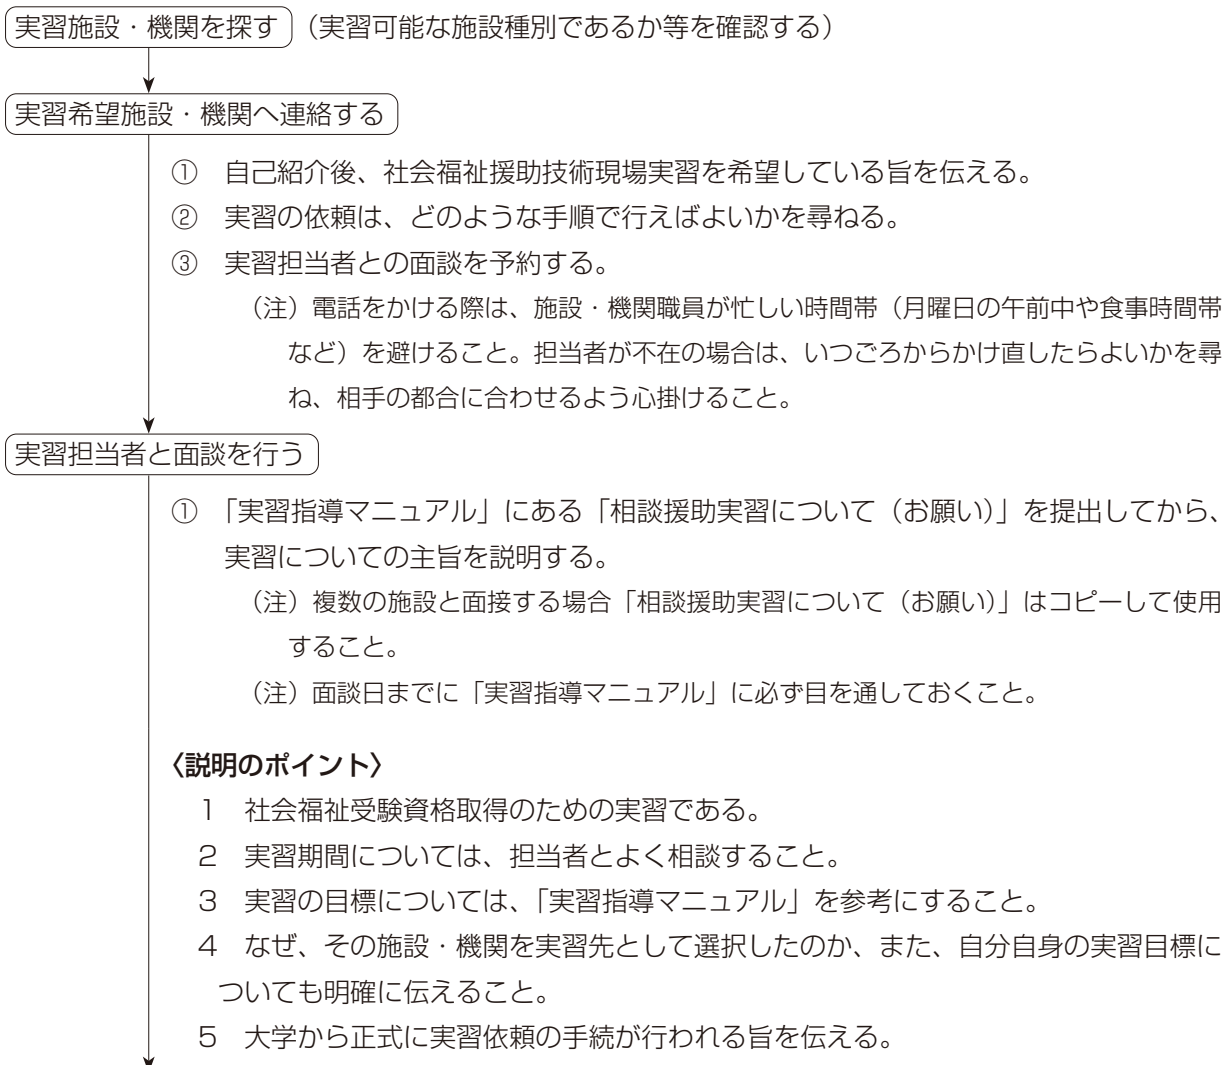 実習施設・機関を探す（実習可能な施設種別であるか等を確認する）
実習希望施設・機関へ連絡する
①　自己紹介後、社会福祉援助技術現場実習を希望している旨を伝える。
②　実習の依頼は、どのような手順で行えばよいかを尋ねる。
③　実習担当者との面談を予約する。
（注）電話をかける際は、施設・機関職員が忙しい時間帯（月曜日の午前中や食事時間帯
など）を避けること。担当者が不在の場合は、いつごろからかけ直したらよいかを尋
ね、相手の都合に合わせるよう心掛けること。
実習担当者と面談を行う
①　「実習指導マニュアル」にある「相談援助実習について（お願い）」を提出してから、
実習についての主旨を説明する。
（注）複数の施設と面接する場合「相談援助実習について（お願い）」はコピーして使用
すること。
（注）面談日までに「実習指導マニュアル」に必ず目を通しておくこと。
〈説明のポイント〉
1　社会福祉受験資格取得のための実習である。
2　実習期間については、担当者とよく相談すること。
3　実習の目標については、「実習指導マニュアル」を参考にすること。
4　なぜ、その施設・機関を実習先として選択したのか、また、自分自身の実習目標に
ついても明確に伝えること。
5　大学から正式に実習依頼の手続が行われる旨を伝える。